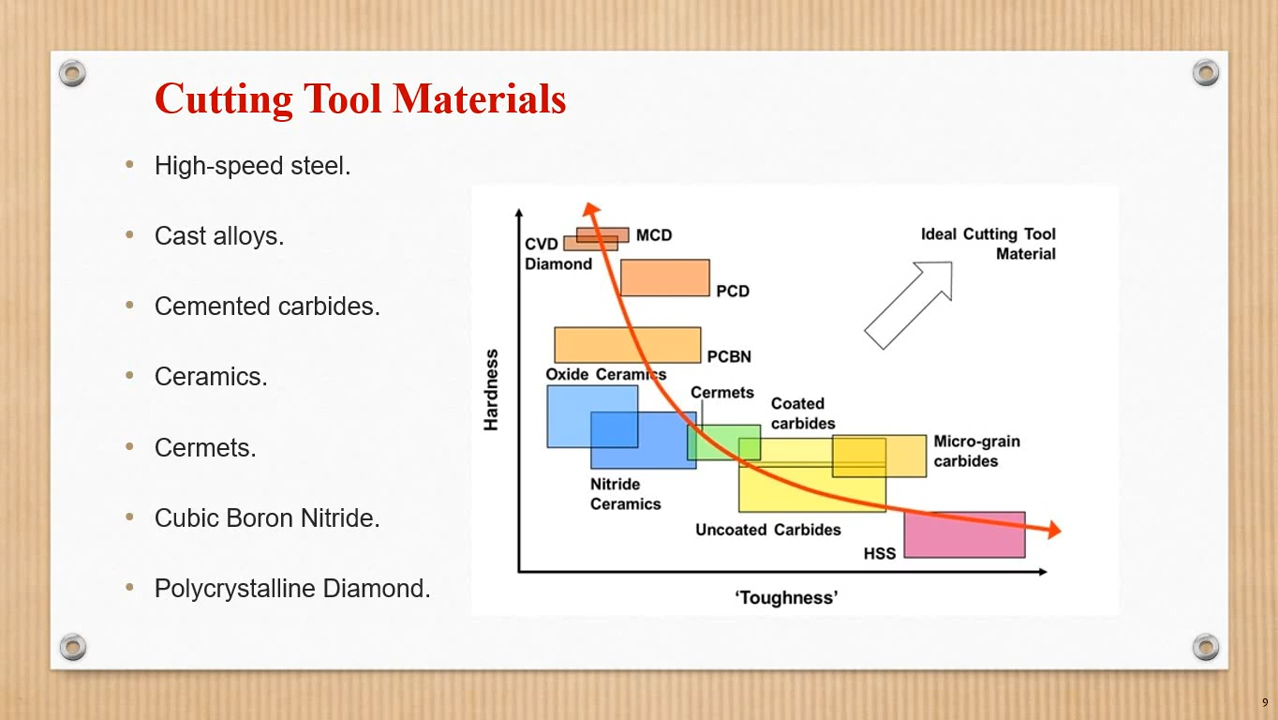 Cutting Tool Materials
• High-speed steel.
• Cast alloys.
• Cemented carbides.
• Ceramics.
• Cermets.
• Cubic Boron Nitride.
• Polycrystalline Diamond.
Hardness
CVD
Diamond
MCD
PCD
PCBN
Oxide Ceramics
Nitride
Ceramics
Cermets
Coated
carbides
Micro-grain
carbides
Uncoated Carbides
HSS
Ideal Cutting Tool
Material
‘Toughness’
9